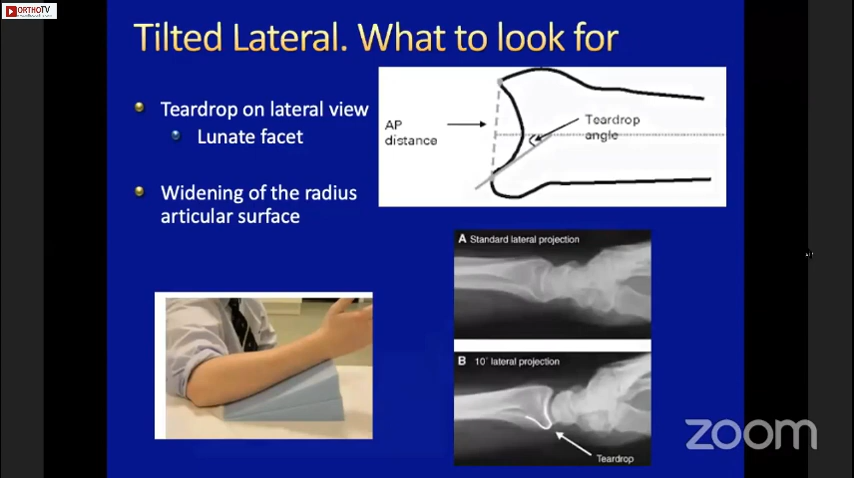 ORTHOTV
Tilted Lateral. What to look for
Teardrop on lateral view
Lunate facet
Widening of the radius
articular surface
AP
distance
Teardrop
angle
A Standard lateral projection
B 10° lateral projection
Teardrop
zoom